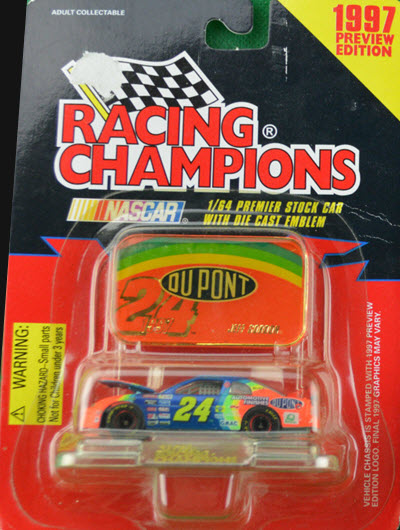 ADULT COLLECTABLE
1997
PREVIEW
EDITION
RACING ®
CHAMPIONS
NASCAR
1/64 PREMIER STOCK CAR
WITH DIE CAST EMBLEM
DU PONT
24
WARNING:
CHOKING HAZARD-Small parts
Not for Children under 3 years
24
DUPONT
VEHICLE CHASSIS IS STAMPED WITH 1997 PREVIEW
EDITION LOGO. FINAL 1997 GRAPHICS MAY VARY.